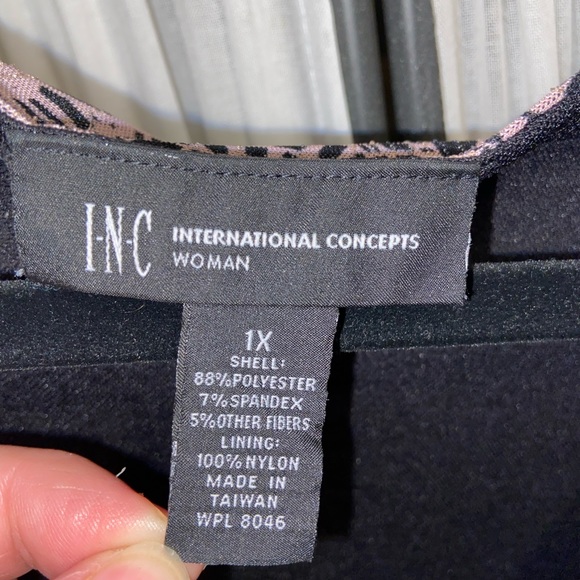 I-N-C INTERNATIONAL CONCEPTS
WOMAN
1X
SHELL:
88%POLYESTER
7%SPANDEX
5%OTHER FIBERS
LINING:
100%NYLON
MADE IN
TAIWAN
WPL 8046